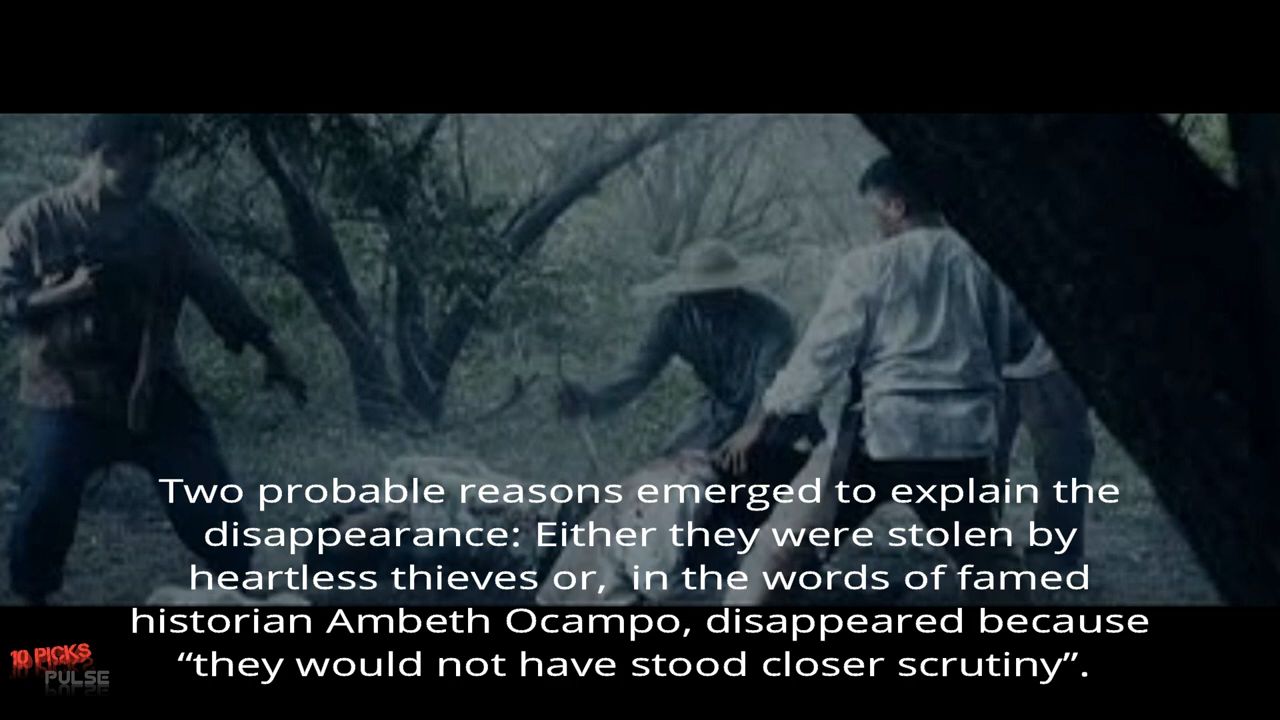 Two probable reasons emerged to explain the
disappearance: Either they were stolen by
heartless thieves or,  in the words of famed
historian Ambeth Ocampo, disappeared because
“they would not have stood closer scrutiny”.
10 PICKS
PULSE